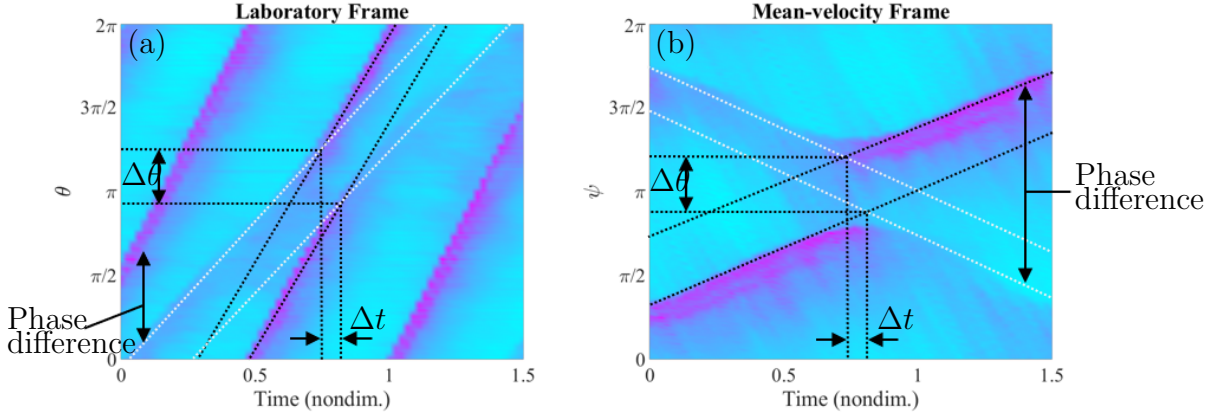 Laboratory Frame
(a)
2π
3π/2
π
π/2
0
θ
Δθ
Δt
Phase
difference
0
0.5
1
1.5
Time (nondim.)
Mean-velocity Frame
(b)
2π
3π/2
π
π/2
0
ψ
Δθ
Δt
Phase
difference
0
0.5
1
1.5
Time (nondim.)